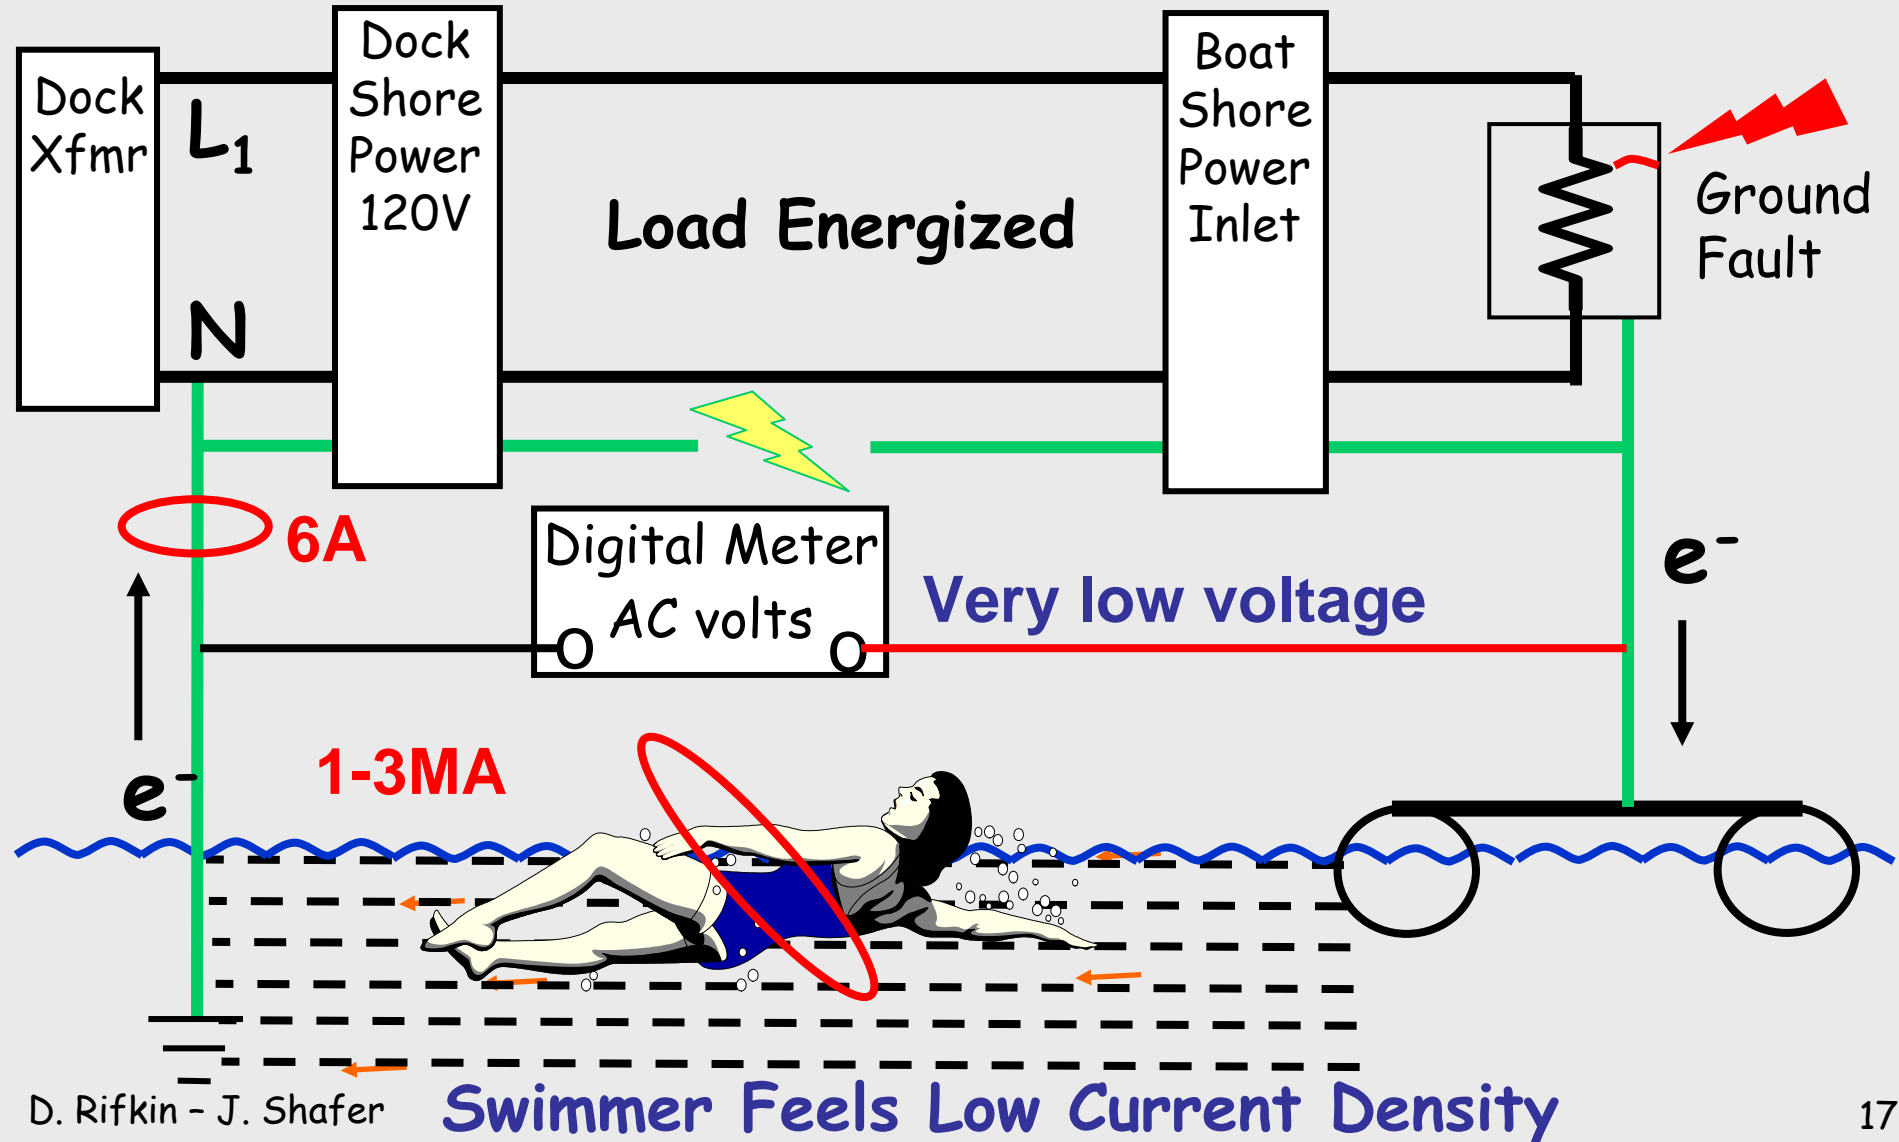 Dock
Xfmr
L1
N
Dock
Shore
Power
120V
Load Energized
Boat
Shore
Power
Inlet
Ground
Fault
6A
Digital Meter
AC volts
O
O
Very low voltage
e-
e-
1-3MA
D. Rifkin – J. Shafer
Swimmer Feels Low Current Density
17